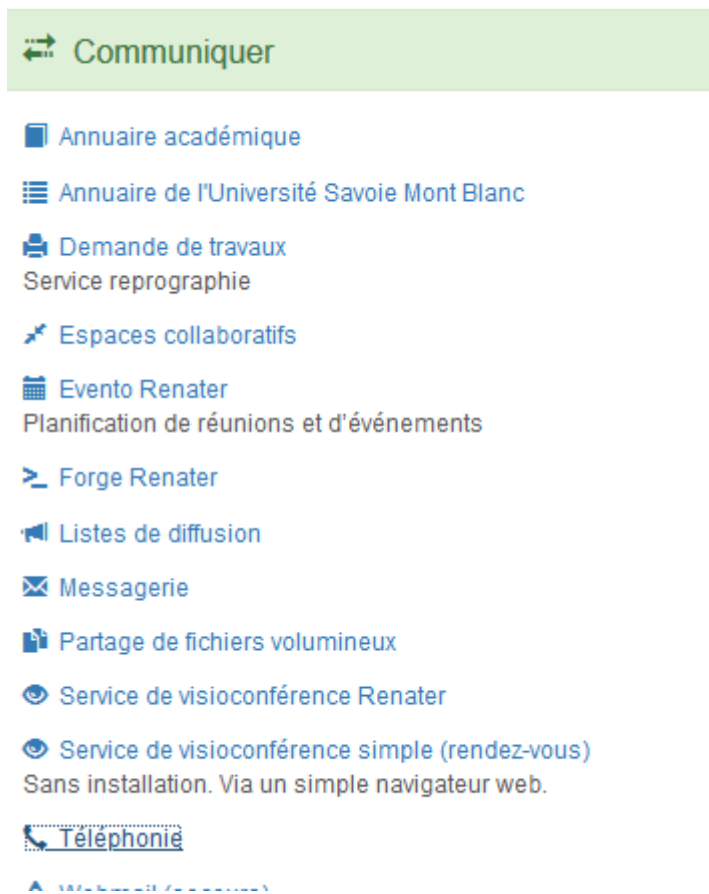 Communiquer
Annuaire académique
Annuaire de l'Université Savoie Mont Blanc
Demande de travaux
Service reprographie
Espaces collaboratifs
Evento Renater
Planification de réunions et d'événements
Forge Renater
Listes de diffusion
Messagerie
Partage de fichiers volumineux
Service de visioconférence Renater
Service de visioconférence simple (rendez-vous)
Sans installation. Via un simple navigateur web.
Téléphonie
Webmail (secours)